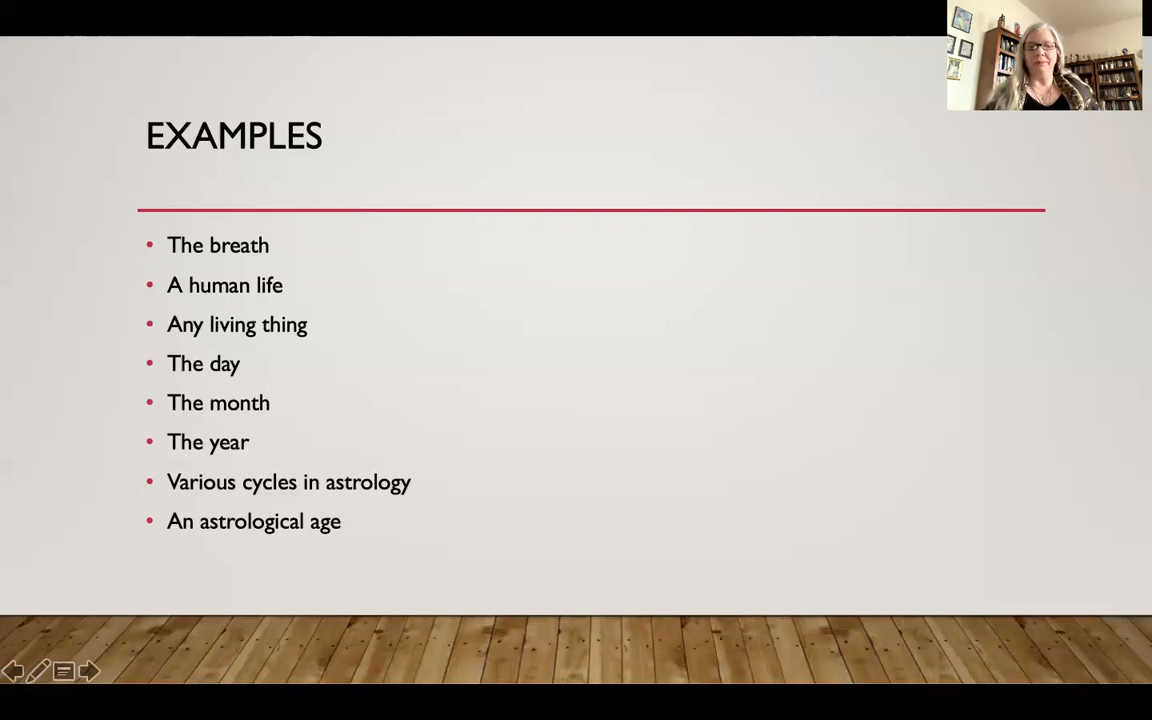 EXAMPLES
The breath
A human life
Any living thing
The day
The month
The year
Various cycles in astrology
An astrological age